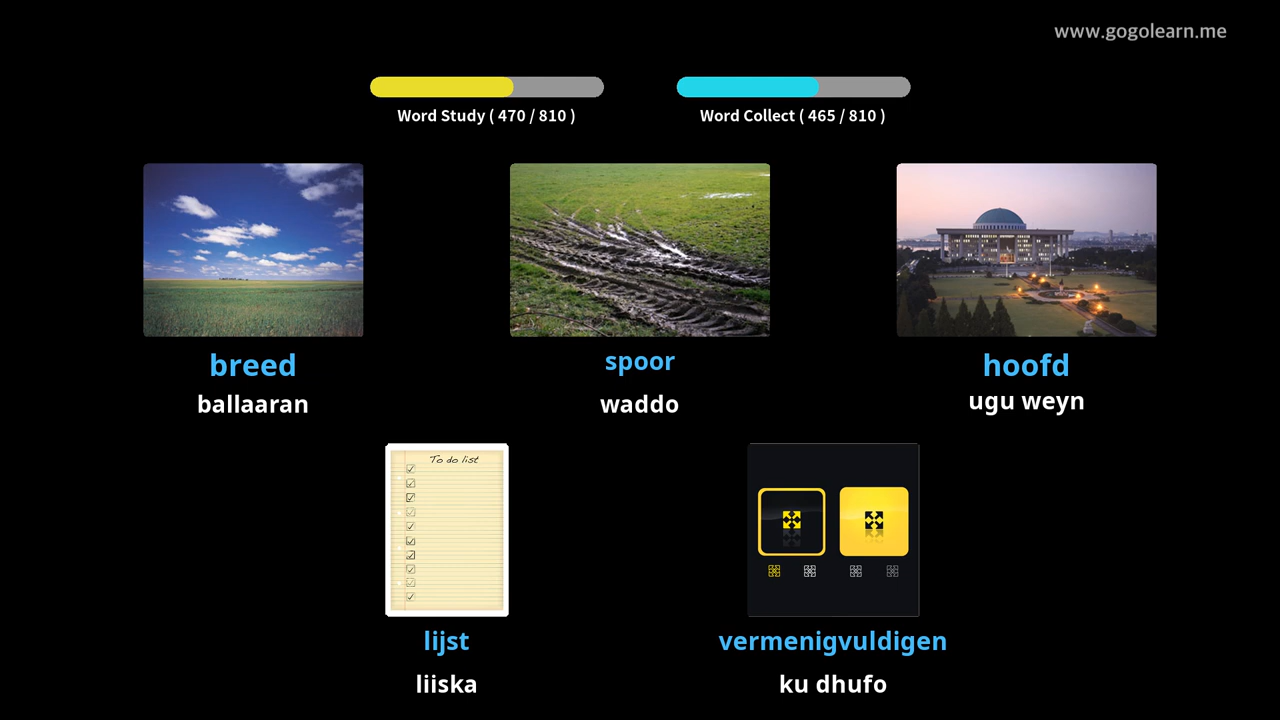 www.gogolearn.me
Word Study ( 470 / 810 )
Word Collect ( 465 / 810 )
breed
ballaaran
spoor
waddo
hoofd
ugu weyn
To do list
lijst
liiska
vermenigvuldigen
ku dhufo